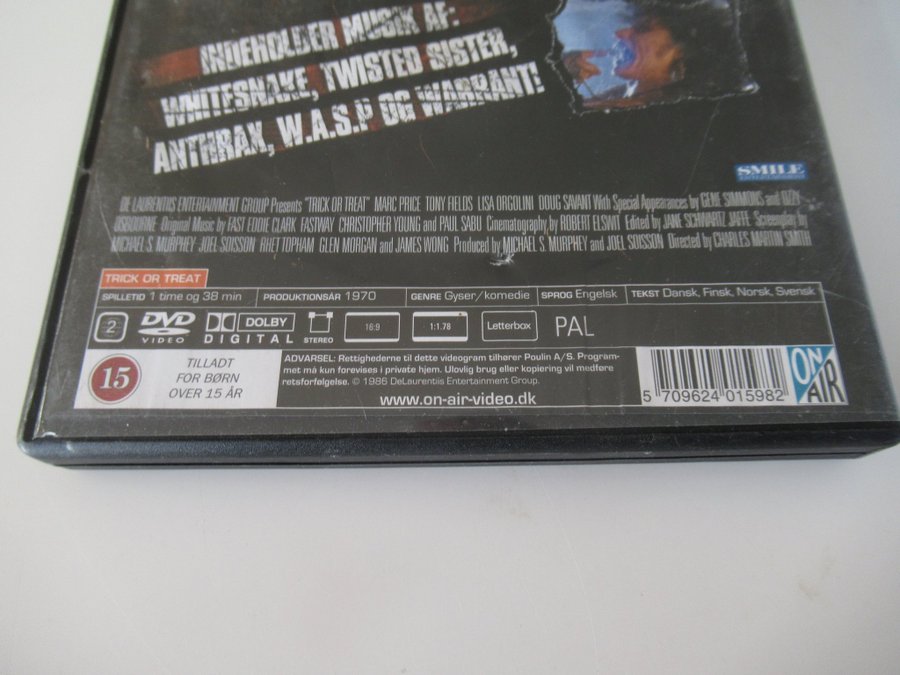 INDEHOLDER MUSIK AF:
WHITESNAKE, TWISTED SISTER,
ANTHRAX, W.A.S.P OG WARRANT!
SMILE
DE LAURENTIIS ENTERTAINMENT GROUP Presents "TRICK OR TREAT" MARC PRICE TONY FIELDS LISA ORGOLINI DOUG SAVANT With Special Appearances by GENE SIMMONS and OZZY
OSBOURNE Original Music by FAST EDDIE CLARK FASTWAY CHRISTOPHER YOUNG and PAUL SABU Cinematography by ROBERT ELSWIT Edited by JANE SCHWARTZ JAFFE Screenplay by
MICHAEL S. MURPHEY JOEL SOISSON RHET TOPHAM GLEN MORGAN and JAMES WONG Produced by MICHAEL S. MURPHEY and JOEL SOISSON Directed by CHARLES MARTIN SMITH
TRICK OR TREAT
SPILLETID 1 time og 38 min PRODUKTIONSÅR 1970 GENRE Gyser/komedie SPROG Engelsk TEKST Dansk, Finsk, Norsk, Svensk
2 DVD VIDEO DOLBY DIGITAL STEREO 16:9 1:1.78 Letterbox PAL
15 TILLADT
FOR BØRN
OVER 15 ÅR
ADVARSEL: Rettighederne til dette videogram tilhører Poulin A/S. Program-
met må kun forevises i private hjem. Ulovlig brug eller kopiering vil medføre
retsforfølgelse. © 1986 DeLaurentiis Entertainment Group.
www.on-air-video.dk
5 709624 015982
ON AIR